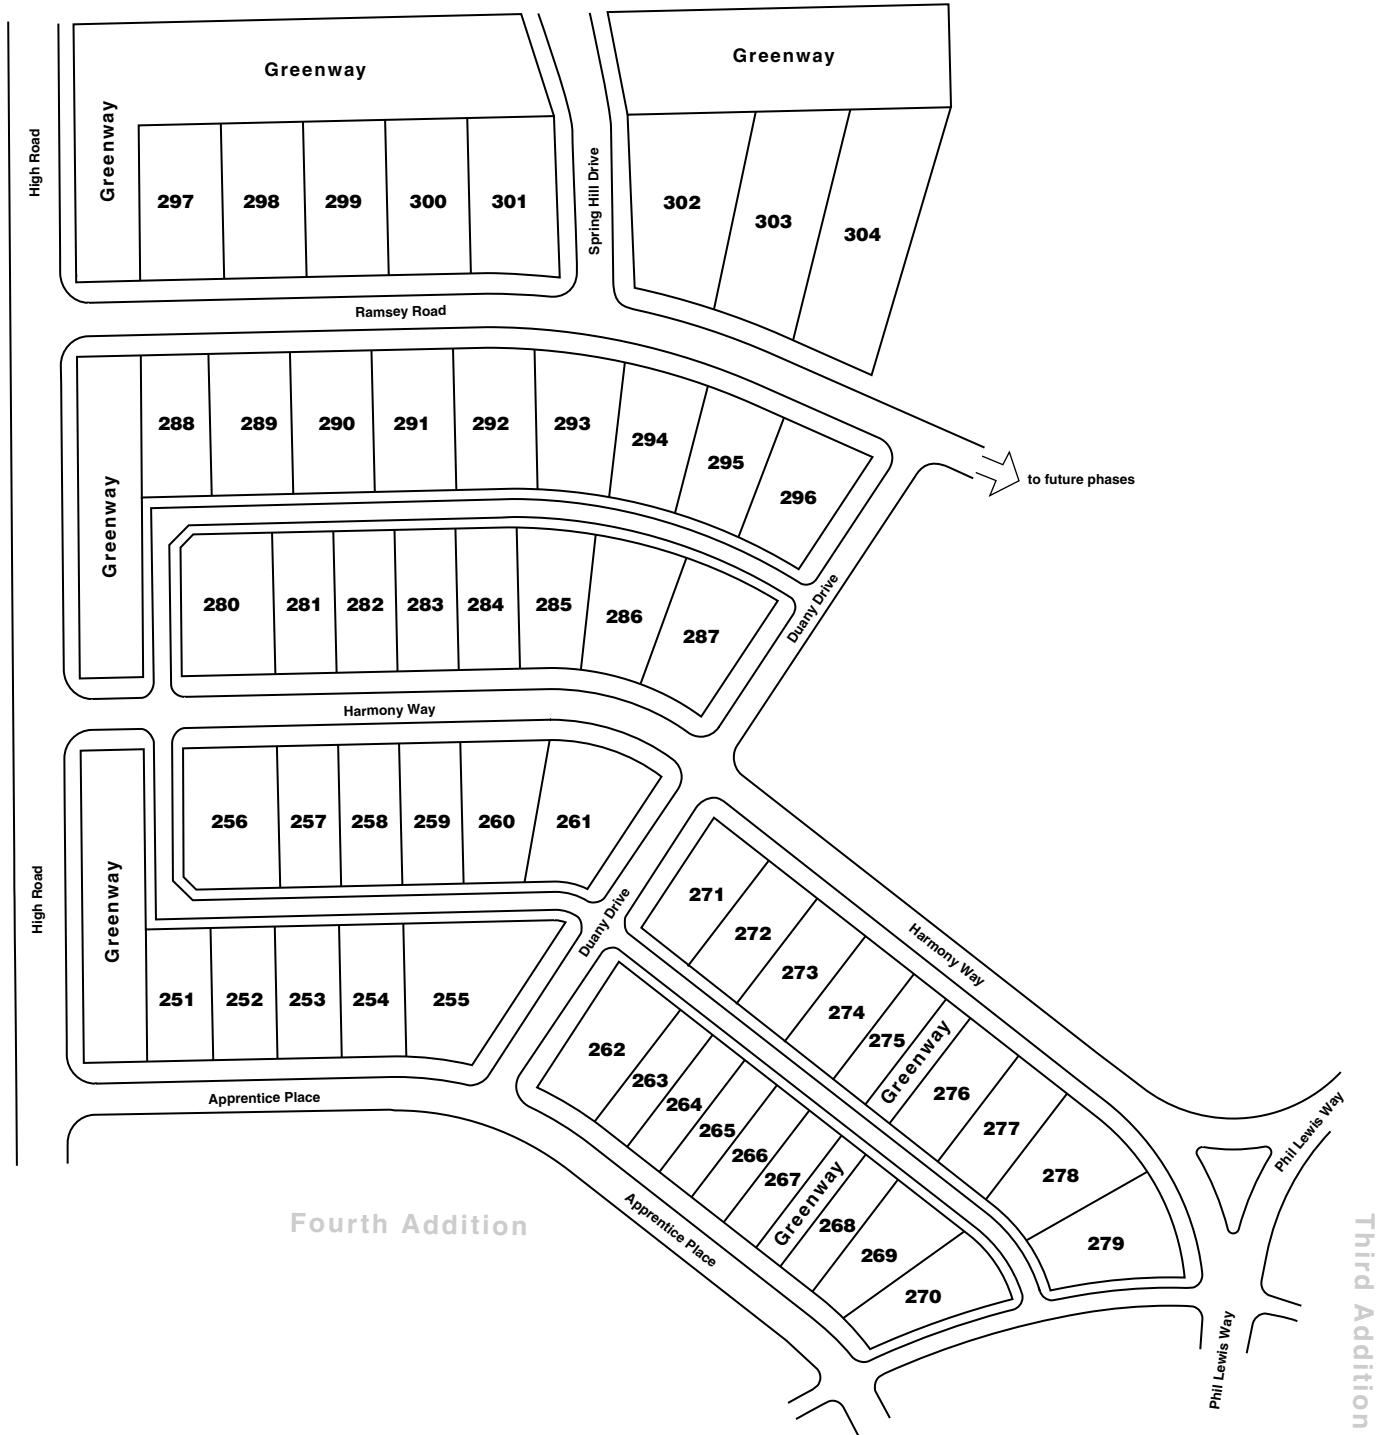 Greenway
Greenway
High Road
Greenway
Spring Hill Drive
297
298
299
300
301
302
303
304
Ramsey Road
288
289
290
291
292
293
294
295
296
to future phases
Greenway
280
281
282
283
284
285
286
287
Duany Drive
Harmony Way
256
257
258
259
260
261
High Road
Greenway
Duany Drive
271
272
273
274
275
Greenway
276
277
278
279
Harmony Way
251
252
253
254
255
262
263
264
265
266
267
Greenway
268
269
270
Apprentice Place
Apprentice Place
Phil Lewis Way
Phil Lewis Way
Fourth Addition
Third Addition